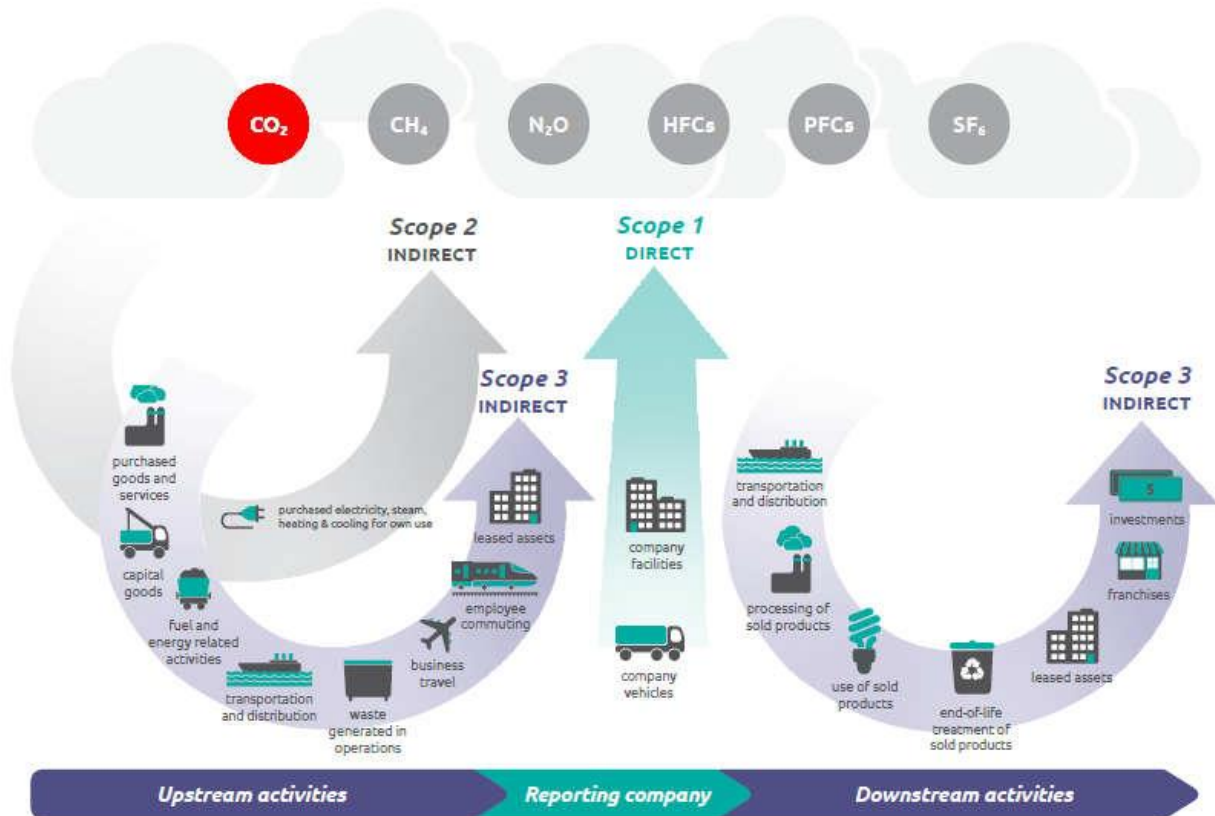 CO₂
CH₄
N₂O
HFCs
PFCs
SF₆
Scope 2
INDIRECT
Scope 1
DIRECT
Scope 3
INDIRECT
Scope 3
INDIRECT
purchased
goods and
services
capital
goods
fuel and
energy related
activities
transportation
and distribution
waste
generated in
operations
business
travel
employee
commuting
leased assets
purchased electricity, steam,
heating & cooling for own use
company
facilities
company
vehicles
transportation
and distribution
processing of
sold products
use of sold
products
end-of-life
treatment of
sold products
leased assets
franchises
investments
Upstream activities
Reporting company
Downstream activities